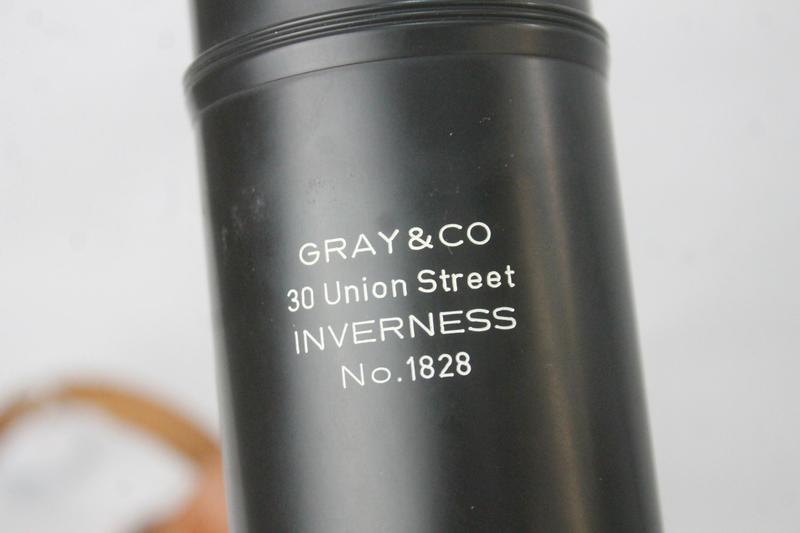 GRAY&CO
30 Union Street
INVERNESS
No.1828